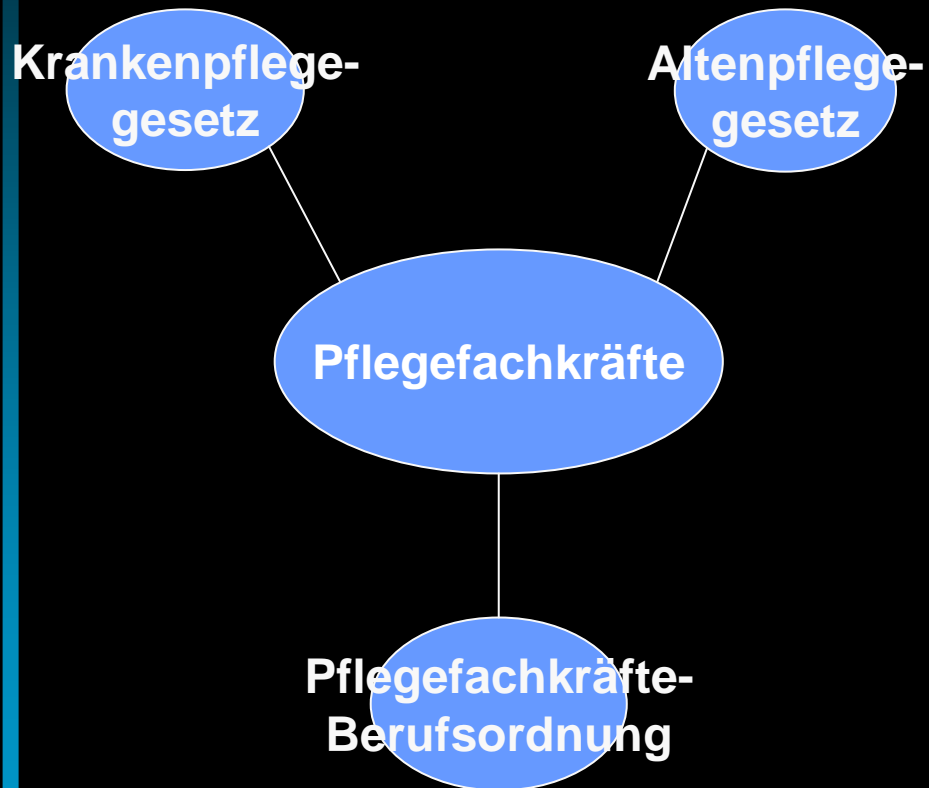 Krankenpflege-
gesetz
Altenpflege-
gesetz
Pflegefachkräfte
Pflegefachkräfte-
Berufsordnung